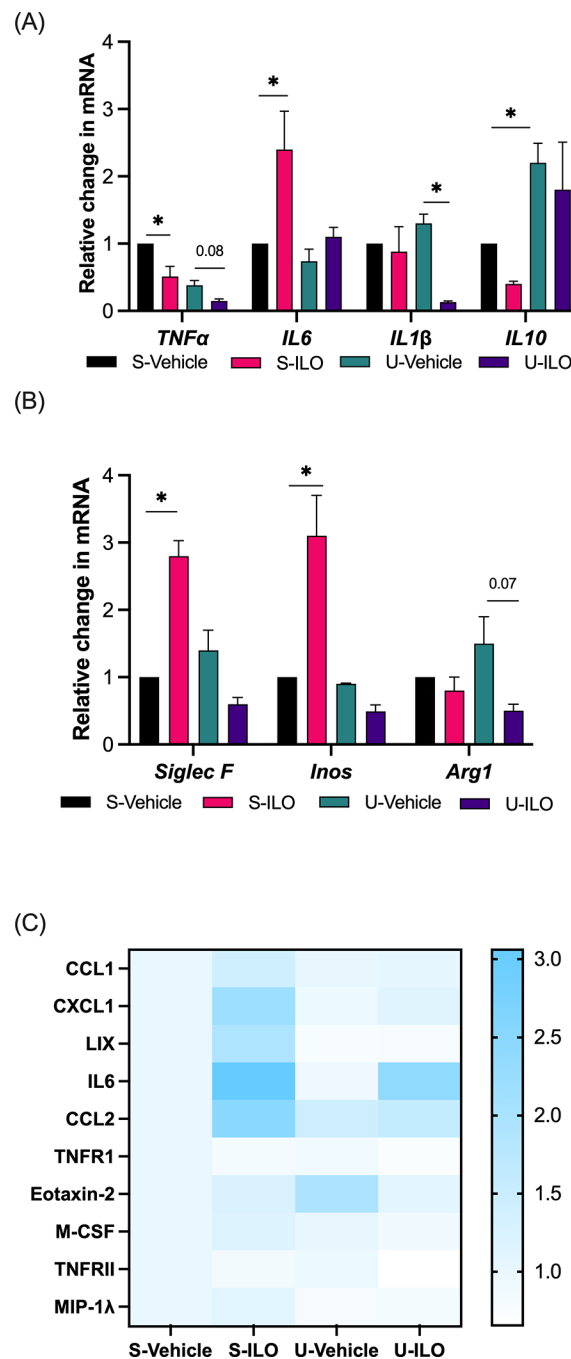 (A)
Relative change in mRNA
4
3
2
1
0
*
0.08
*
*
*
TNFα IL6 IL1β IL10
S-Vehicle S-ILO U-Vehicle U-ILO
(B)
Relative change in mRNA
4
3
2
1
0
*
*
0.07
Siglec F Inos Arg1
S-Vehicle S-ILO U-Vehicle U-ILO
(C)
CCL1
CXCL1
LIX
IL6
CCL2
TNFR1
Eotaxin-2
M-CSF
TNFRII
MIP-1λ
S-Vehicle S-ILO U-Vehicle U-ILO
3.0
2.5
2.0
1.5
1.0